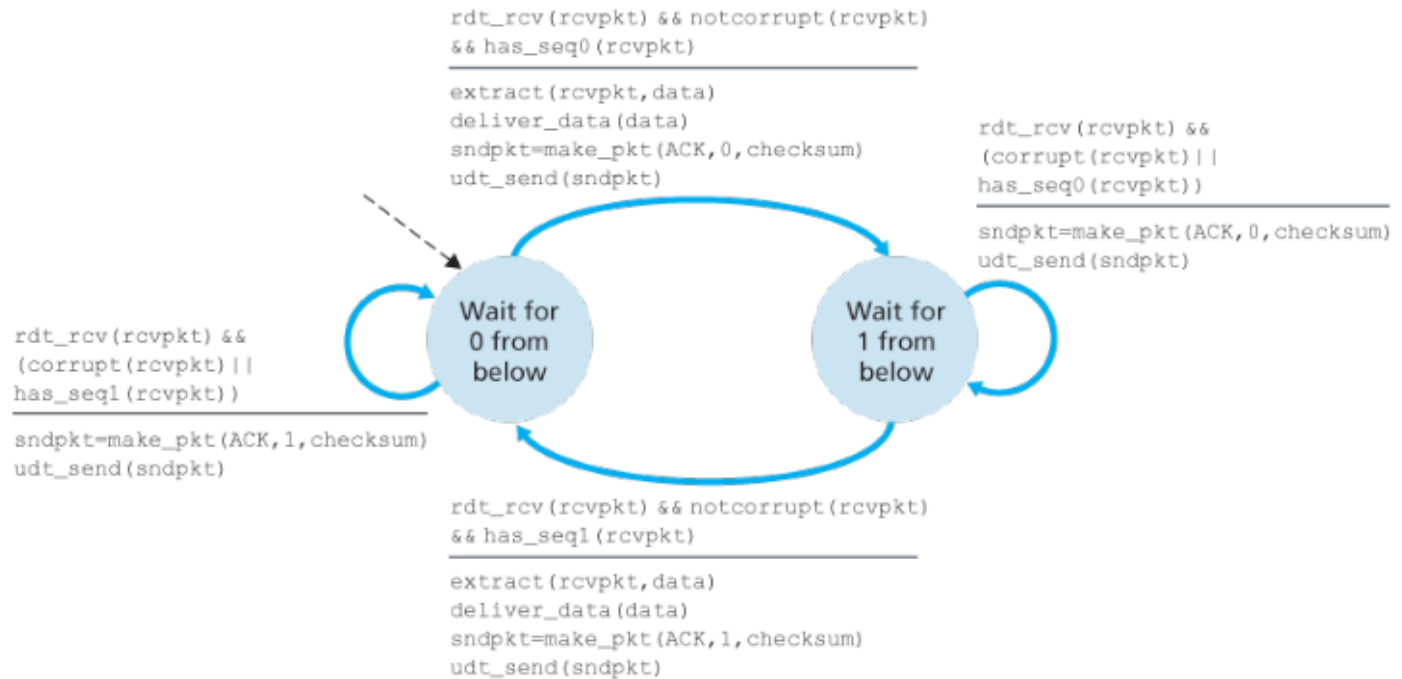 rdt_rcv(rcvpkt) && notcorrupt(rcvpkt)
&& has_seq0(rcvpkt)
extract(rcvpkt,data)
deliver_data(data)
sndpkt=make_pkt(ACK,0,checksum)
udt_send(sndpkt)
rdt_rcv(rcvpkt) &&
(corrupt(rcvpkt)||
has_seq0(rcvpkt))
sndpkt=make_pkt(ACK,0,checksum)
udt_send(sndpkt)
Wait for
0 from
below
Wait for
1 from
below
rdt_rcv(rcvpkt) &&
(corrupt(rcvpkt)||
has_seq1(rcvpkt))
sndpkt=make_pkt(ACK,1,checksum)
udt_send(sndpkt)
rdt_rcv(rcvpkt) && notcorrupt(rcvpkt)
&& has_seq1(rcvpkt)
extract(rcvpkt,data)
deliver_data(data)
sndpkt=make_pkt(ACK,1,checksum)
udt_send(sndpkt)